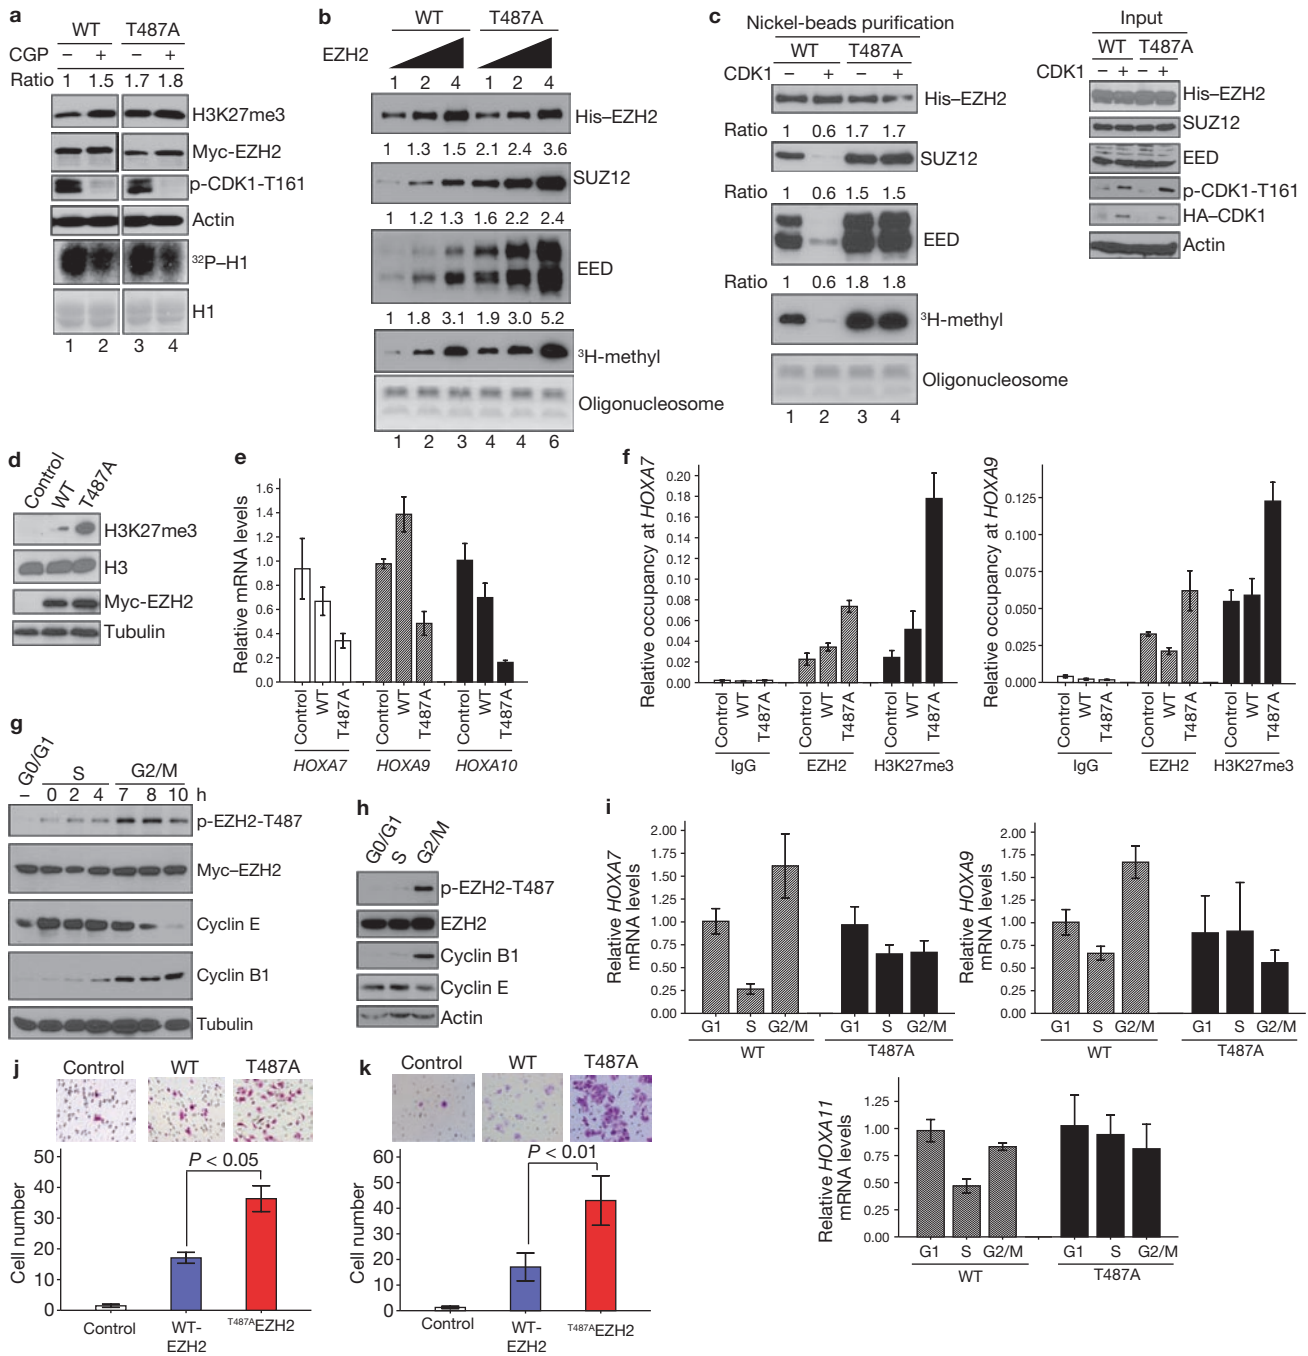 a
WT T487A
CGP – + – +
Ratio 1 1.5 1.7 1.8
H3K27me3
Myc-EZH2
p-CDK1-T161
Actin
32P–H1
H1
1 2 3 4
b
WT T487A
EZH2
1 2 4 1 2 4
His–EZH2
1 1.3 1.5 2.1 2.4 3.6
SUZ12
1 1.2 1.3 1.6 2.2 2.4
EED
1 1.8 3.1 1.9 3.0 5.2
3H-methyl
Oligonucleosome
1 2 3 4 4 6
c
Nickel-beads purification
WT T487A
CDK1 – + – +
His–EZH2
Ratio 1 0.6 1.7 1.7
SUZ12
Ratio 1 0.6 1.5 1.5
EED
Ratio 1 0.6 1.8 1.8
3H-methyl
Oligonucleosome
1 2 3 4
Input
WT T487A
CDK1 – + – +
His–EZH2
SUZ12
EED
p-CDK1-T161
HA–CDK1
Actin
d
Control WT T487A
H3K27me3
H3
Myc-EZH2
Tubulin
e
Relative mRNA levels
1.6
1.4
1.2
1.0
0.8
0.6
0.4
0.2
0.0
Control WT T487A Control WT T487A Control WT T487A
HOXA7 HOXA9 HOXA10
f
Relative occupancy at HOXA7
0.20
0.18
0.16
0.14
0.12
0.10
0.08
0.06
0.04
0.02
0.00
Control WT T487A Control WT T487A Control WT T487A
IgG EZH2 H3K27me3
Relative occupancy at HOXA9
0.125
0.100
0.075
0.050
0.025
0.000
Control WT T487A Control WT T487A Control WT T487A
IgG EZH2 H3K27me3
g
G0/G1 S G2/M
– 0 2 4 7 8 10 h
p-EZH2-T487
Myc–EZH2
Cyclin E
Cyclin B1
Tubulin
h
G0/G1 S G2/M
p-EZH2-T487
EZH2
Cyclin B1
Cyclin E
Actin
i
Relative HOXA7
mRNA levels
2.00
1.75
1.50
1.25
1.00
0.75
0.50
0.25
0.00
G1 S G2/M G1 S G2/M
WT T487A
Relative HOXA9
mRNA levels
2.00
1.75
1.50
1.25
1.00
0.75
0.50
0.25
0.00
G1 S G2/M G1 S G2/M
WT T487A
Relative HOXA11
mRNA levels
1.25
1.00
0.75
0.50
0.25
0.00
G1 S G2/M G1 S G2/M
WT T487A
j
Control WT T487A
P < 0.05
Cell number
50
40
30
20
10
0
Control WT-
EZH2
T487AEZH2
k
Control WT T487A
P < 0.01
Cell number
60
50
40
30
20
10
0
Control WT-
EZH2
T487AEZH2